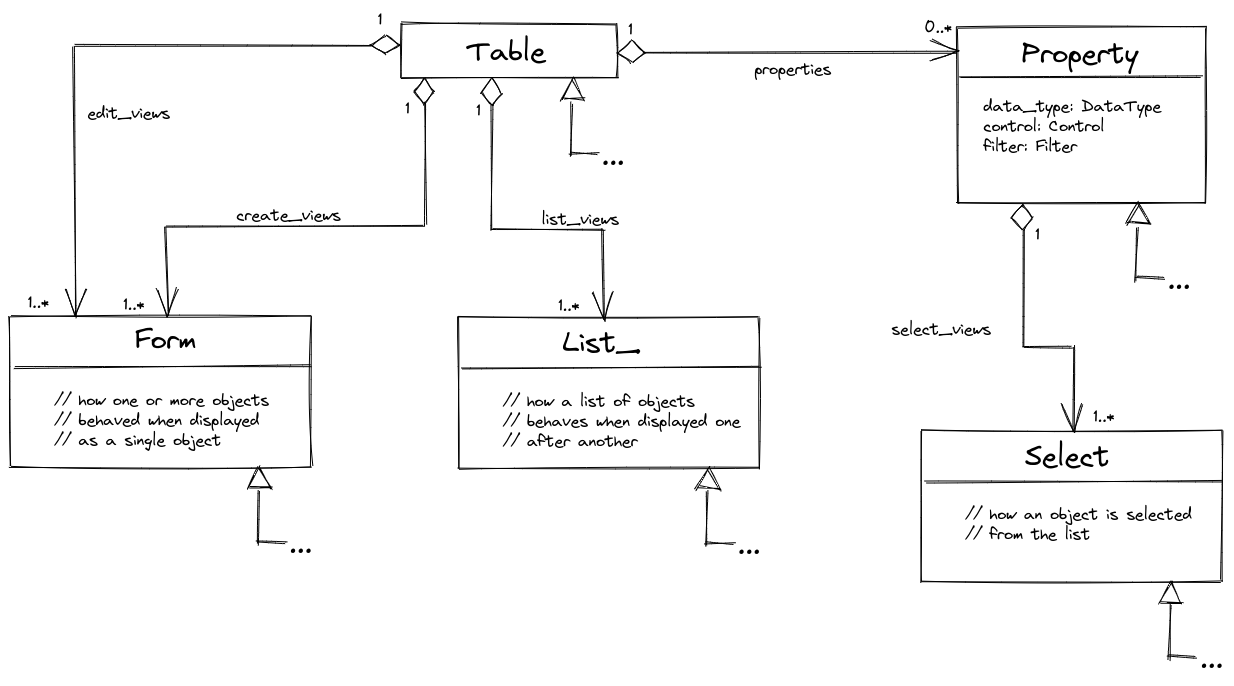 1
Table
1
0..*
Property
properties
edit_views
1
1
data_type: DataType
control: Control
filter: Filter
...
create_views
list_views
1
...
1..*
1..*
1..*
select_views
Form
List_
// how one or more objects
// behaved when displayed
// as a single object
// how a list of objects
// behaves when displayed one
// after another
1..*
Select
// how an object is selected
// from the list
...
...
...